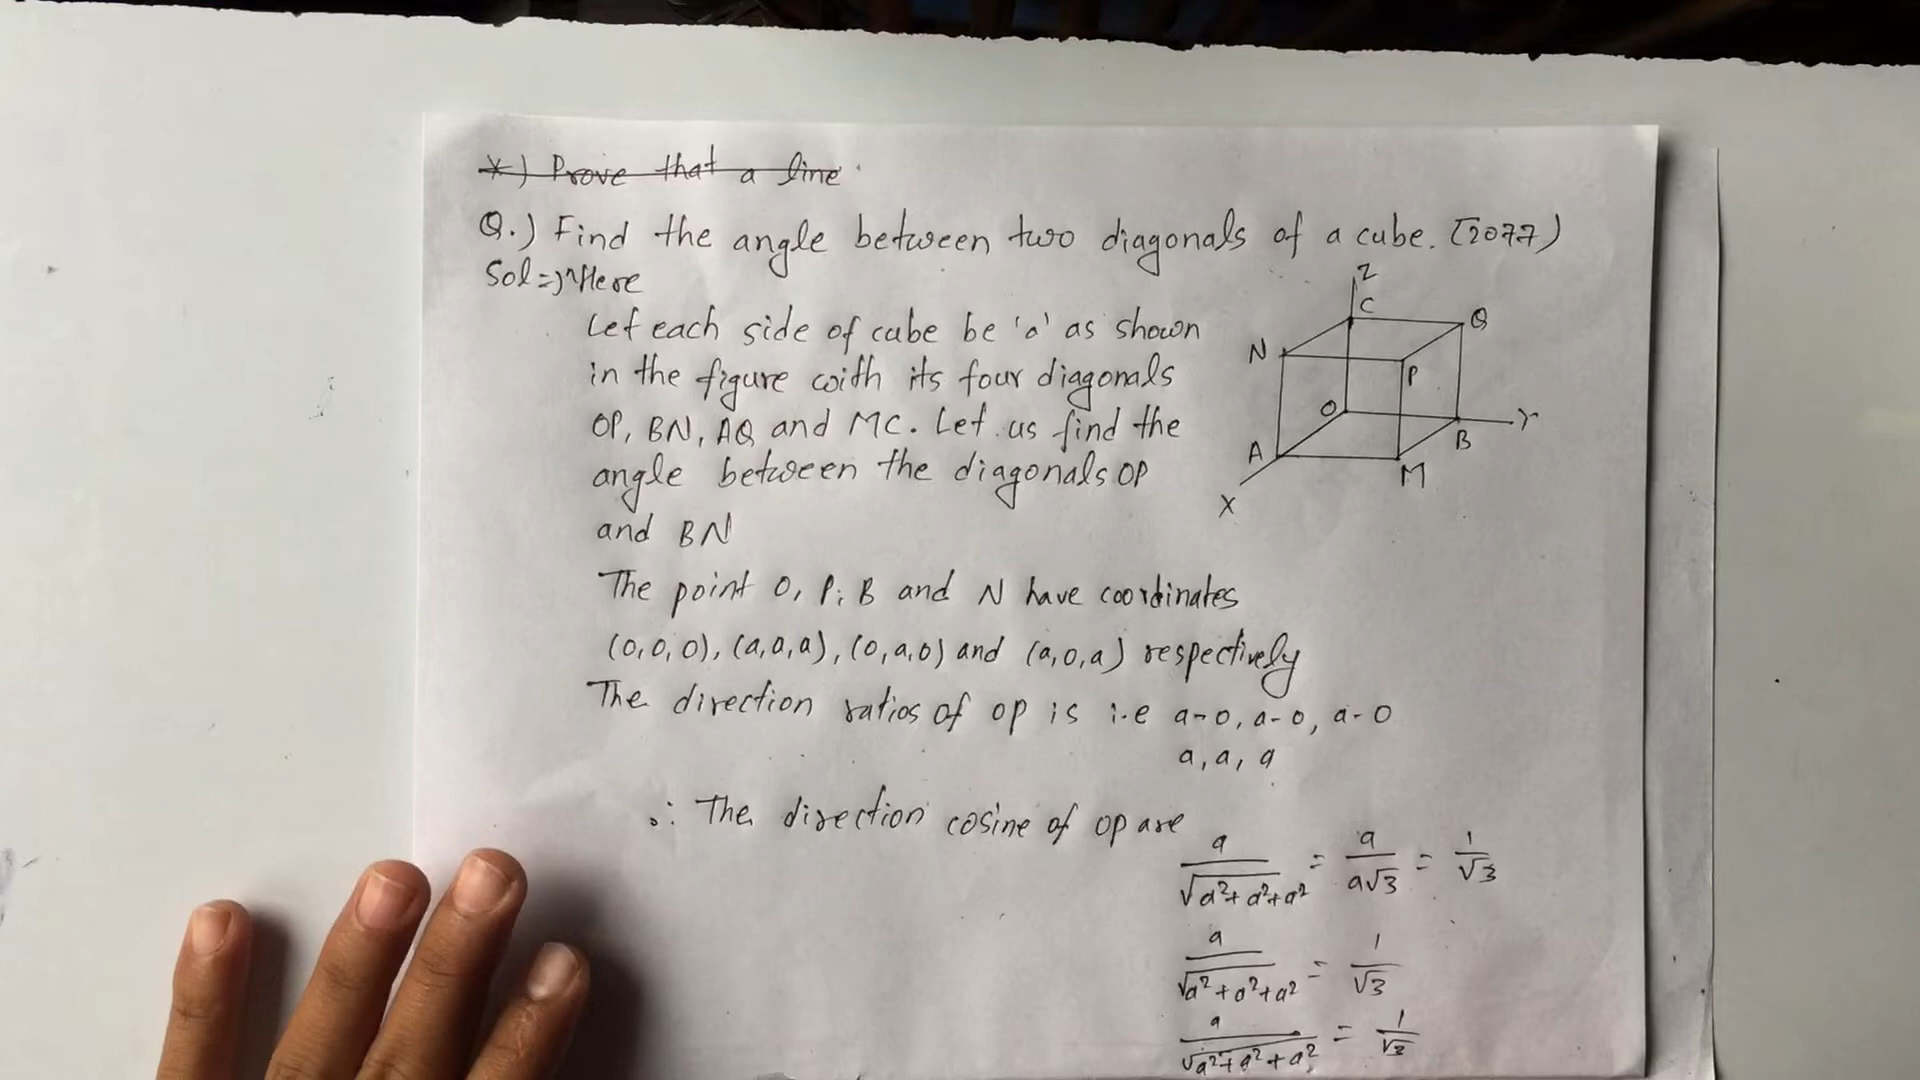 *) Prove that a line
Q.) Find the angle between two diagonals of a cube. [2077)
Sol=) Here
Let each side of cube be 'a' as shown
in the figure with its four diagonals
OP, BN, AQ and MC. Let us find the
angle between the diagonals OP
and BN
Z
C
Q
N
P
O
Y
B
A
M
X
The point O, P, B and N have coordinates
(0,0,0), (a,a,a), (0,a,0) and (a,0,a) respectively
The direction ratios of OP is i.e a-0, a-0, a-0
a, a, a
∴ The direction cosine of OP are
a/√a²+a²+a² = a/a√3 = 1/√3
a/√a²+a²+a² = 1/√3
a/√a²+a²+a² = 1/√3